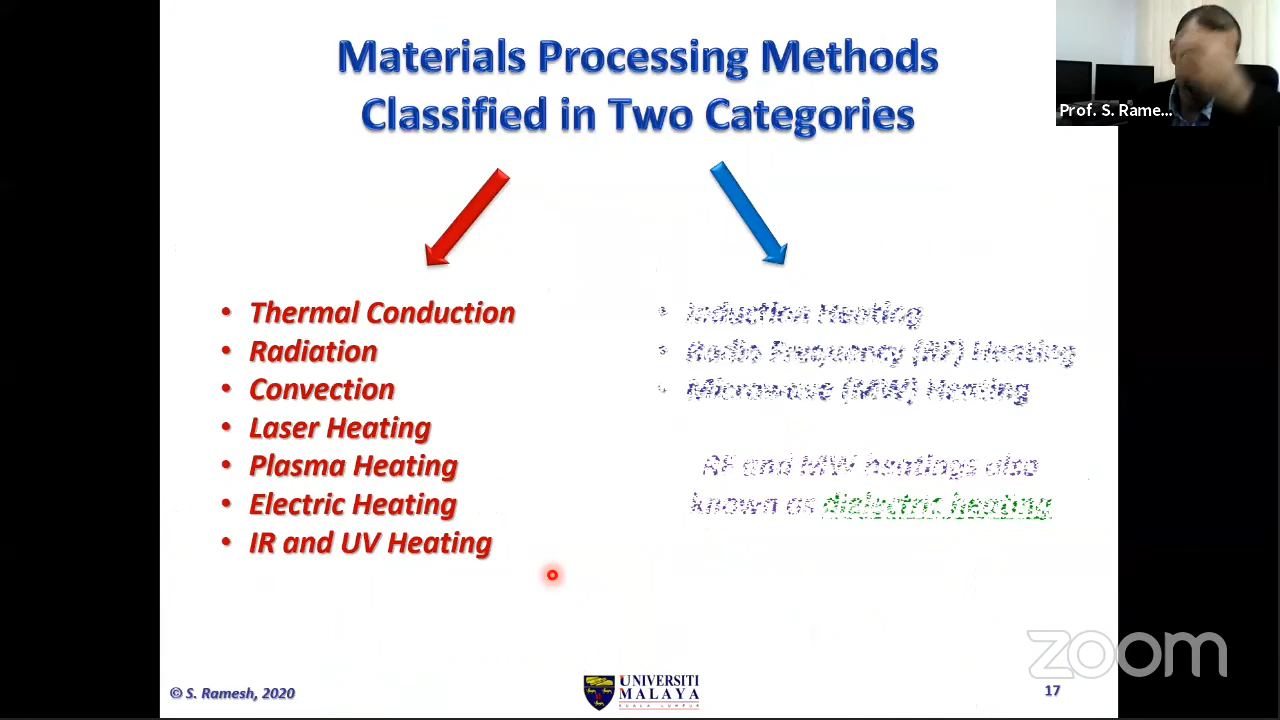 Materials Processing Methods
Classified in Two Categories
Prof. S. Rame...
• Thermal Conduction
• Radiation
• Convection
• Laser Heating
• Plasma Heating
• Electric Heating
• IR and UV Heating
• Induction Heating
• Radio Frequency (RF) Heating
• Microwave (MW) Heating
RF and MW heatings also
known as dielectric heating
zoom
© S. Ramesh, 2020
UNIVERSITI
MALAYA
KUALA LUMPUR
17